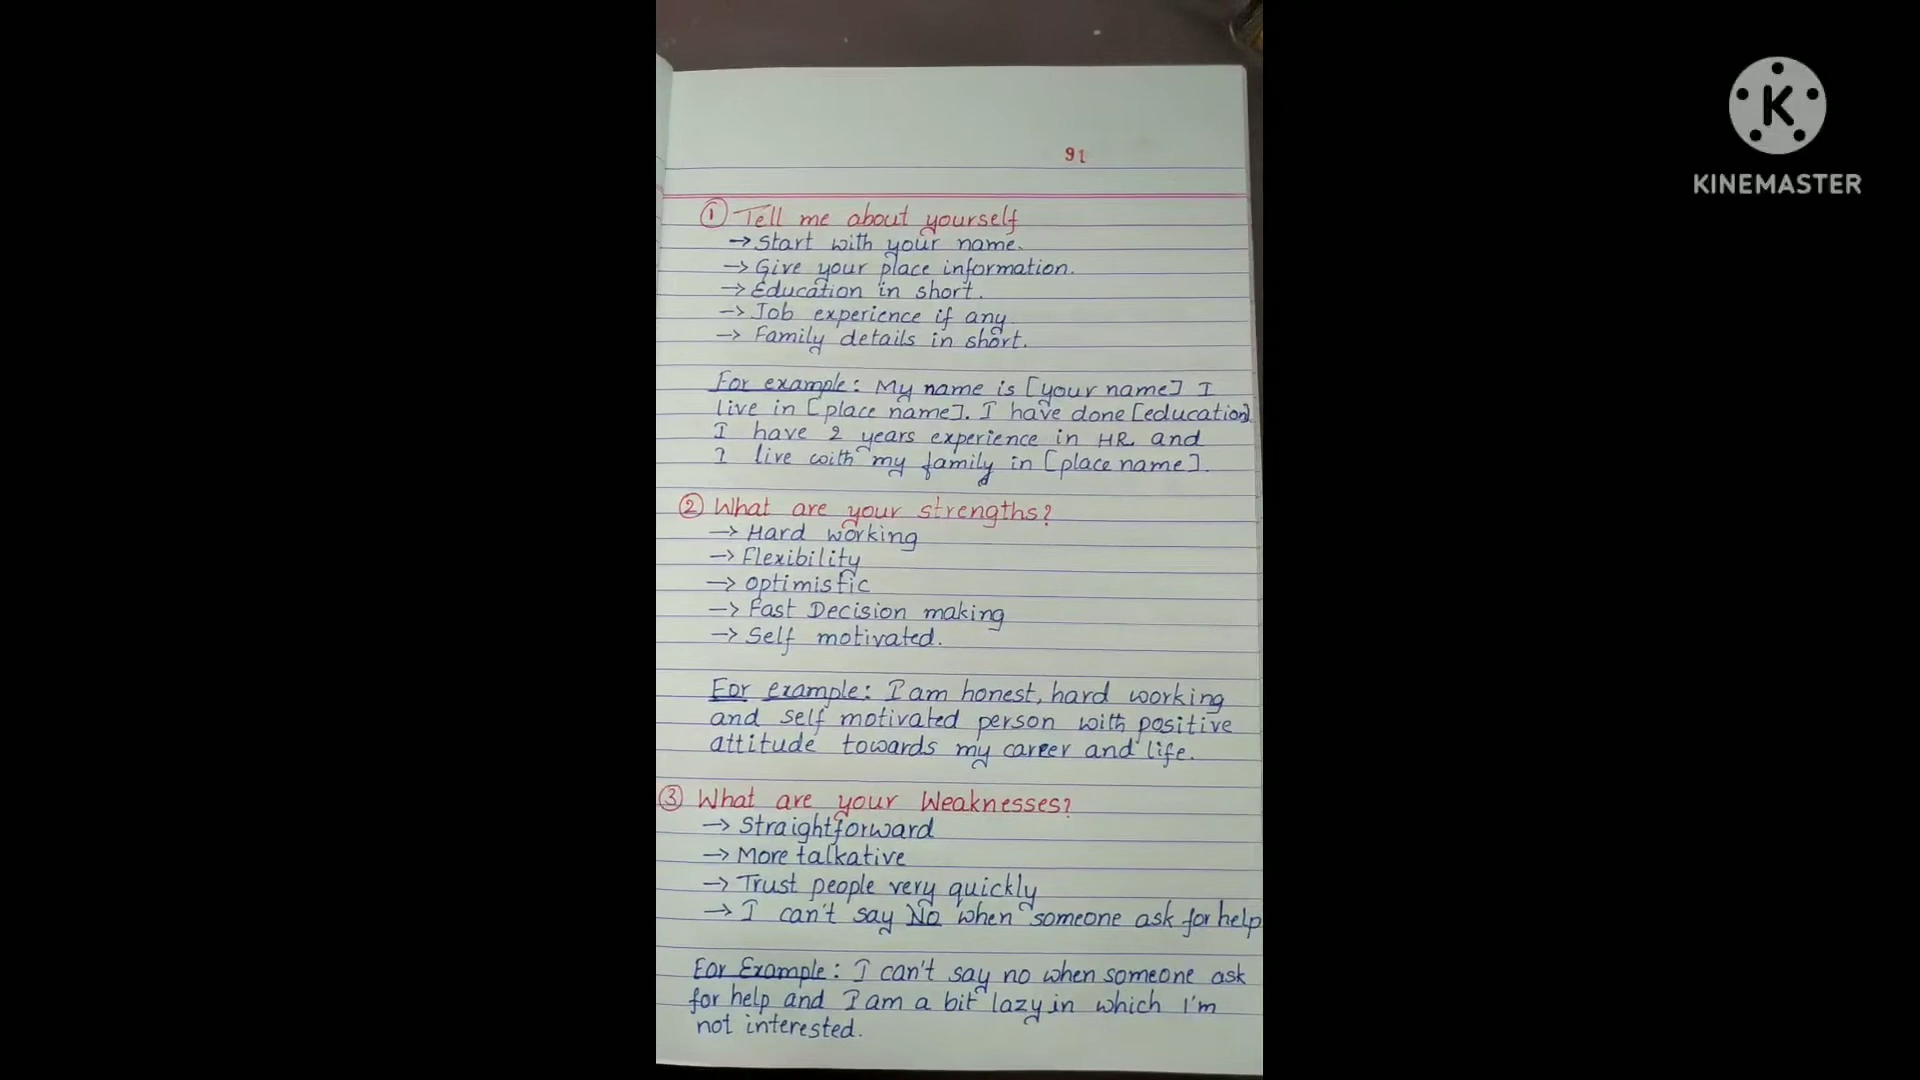 91
① Tell me about yourself
→ Start with your name.
→ Give your place information.
→ Education in short.
→ Job experience if any.
→ Family details in short.
For example: My name is [your name] I
live in [place name]. I have done [education].
I have 2 years experience in HR and
I live with my family in [place name].
② What are your strengths?
→ Hard working
→ Flexibility
→ Optimistic
→ Fast Decision making
→ Self motivated.
For example: I am honest, hard working
and self motivated person with positive
attitude towards my career and life.
③ What are your Weaknesses?
→ Straightforward
→ More talkative
→ Trust people very quickly
→ I can't say No when someone ask for help
For Example: I can't say no when someone ask
for help and I am a bit lazy in which I'm
not interested.
K
KINEMASTER